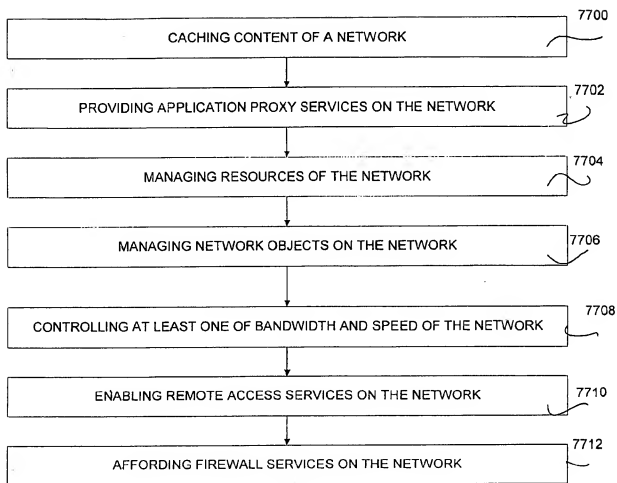 7700
CACHING CONTENT OF A NETWORK
7702
PROVIDING APPLICATION PROXY SERVICES ON THE NETWORK
7704
MANAGING RESOURCES OF THE NETWORK
7706
MANAGING NETWORK OBJECTS ON THE NETWORK
7708
CONTROLLING AT LEAST ONE OF BANDWIDTH AND SPEED OF THE NETWORK
7710
ENABLING REMOTE ACCESS SERVICES ON THE NETWORK
7712
AFFORDING FIREWALL SERVICES ON THE NETWORK